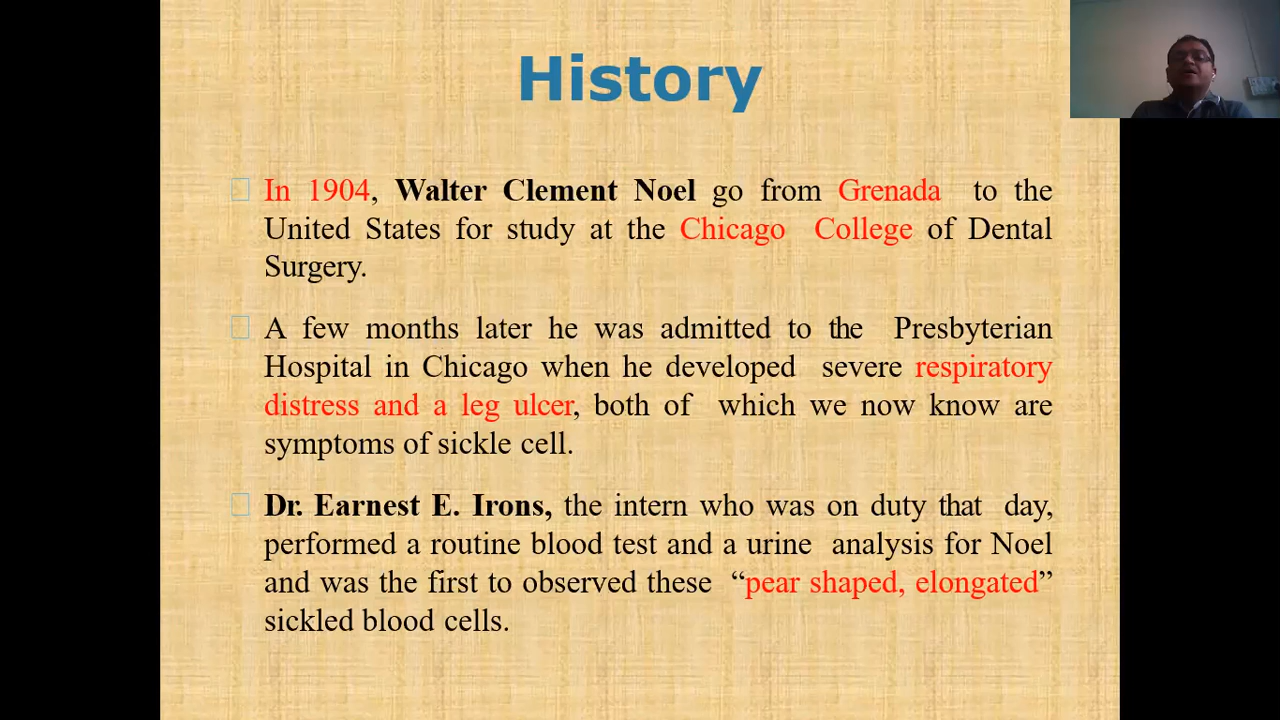 History
In 1904, Walter Clement Noel go from Grenada to the
United States for study at the Chicago College of Dental
Surgery.
A few months later he was admitted to the Presbyterian
Hospital in Chicago when he developed severe respiratory
distress and a leg ulcer, both of which we now know are
symptoms of sickle cell.
Dr. Earnest E. Irons, the intern who was on duty that day,
performed a routine blood test and a urine analysis for Noel
and was the first to observed these “pear shaped, elongated”
sickled blood cells.